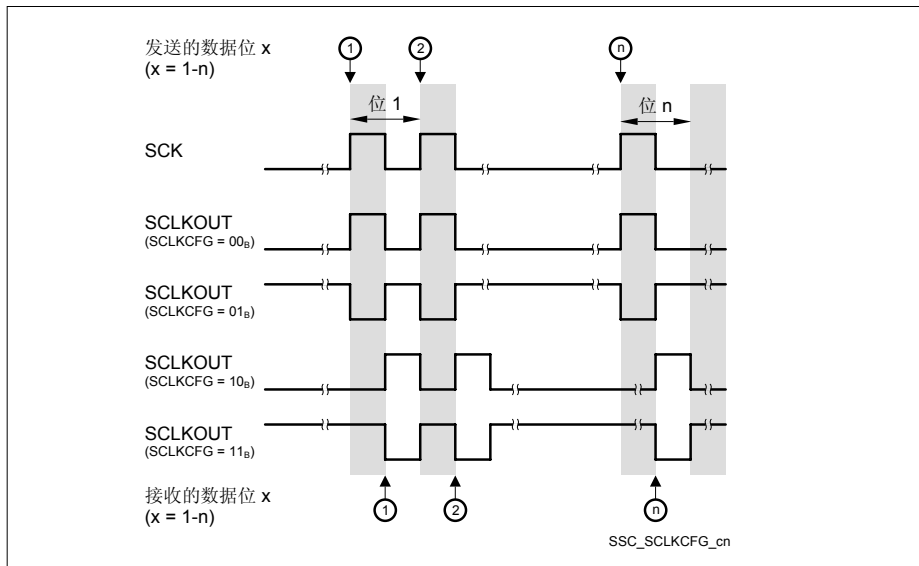 发送的数据位 x
(x = 1-n)
1
2
n
位 1
位 n
SCK
SCLKOUT
(SCLKCFG = 00B)
SCLKOUT
(SCLKCFG = 01B)
SCLKOUT
(SCLKCFG = 10B)
SCLKOUT
(SCLKCFG = 11B)
接收的数据位 x
(x = 1-n)
1
2
n
SSC_SCLKCFG_cn